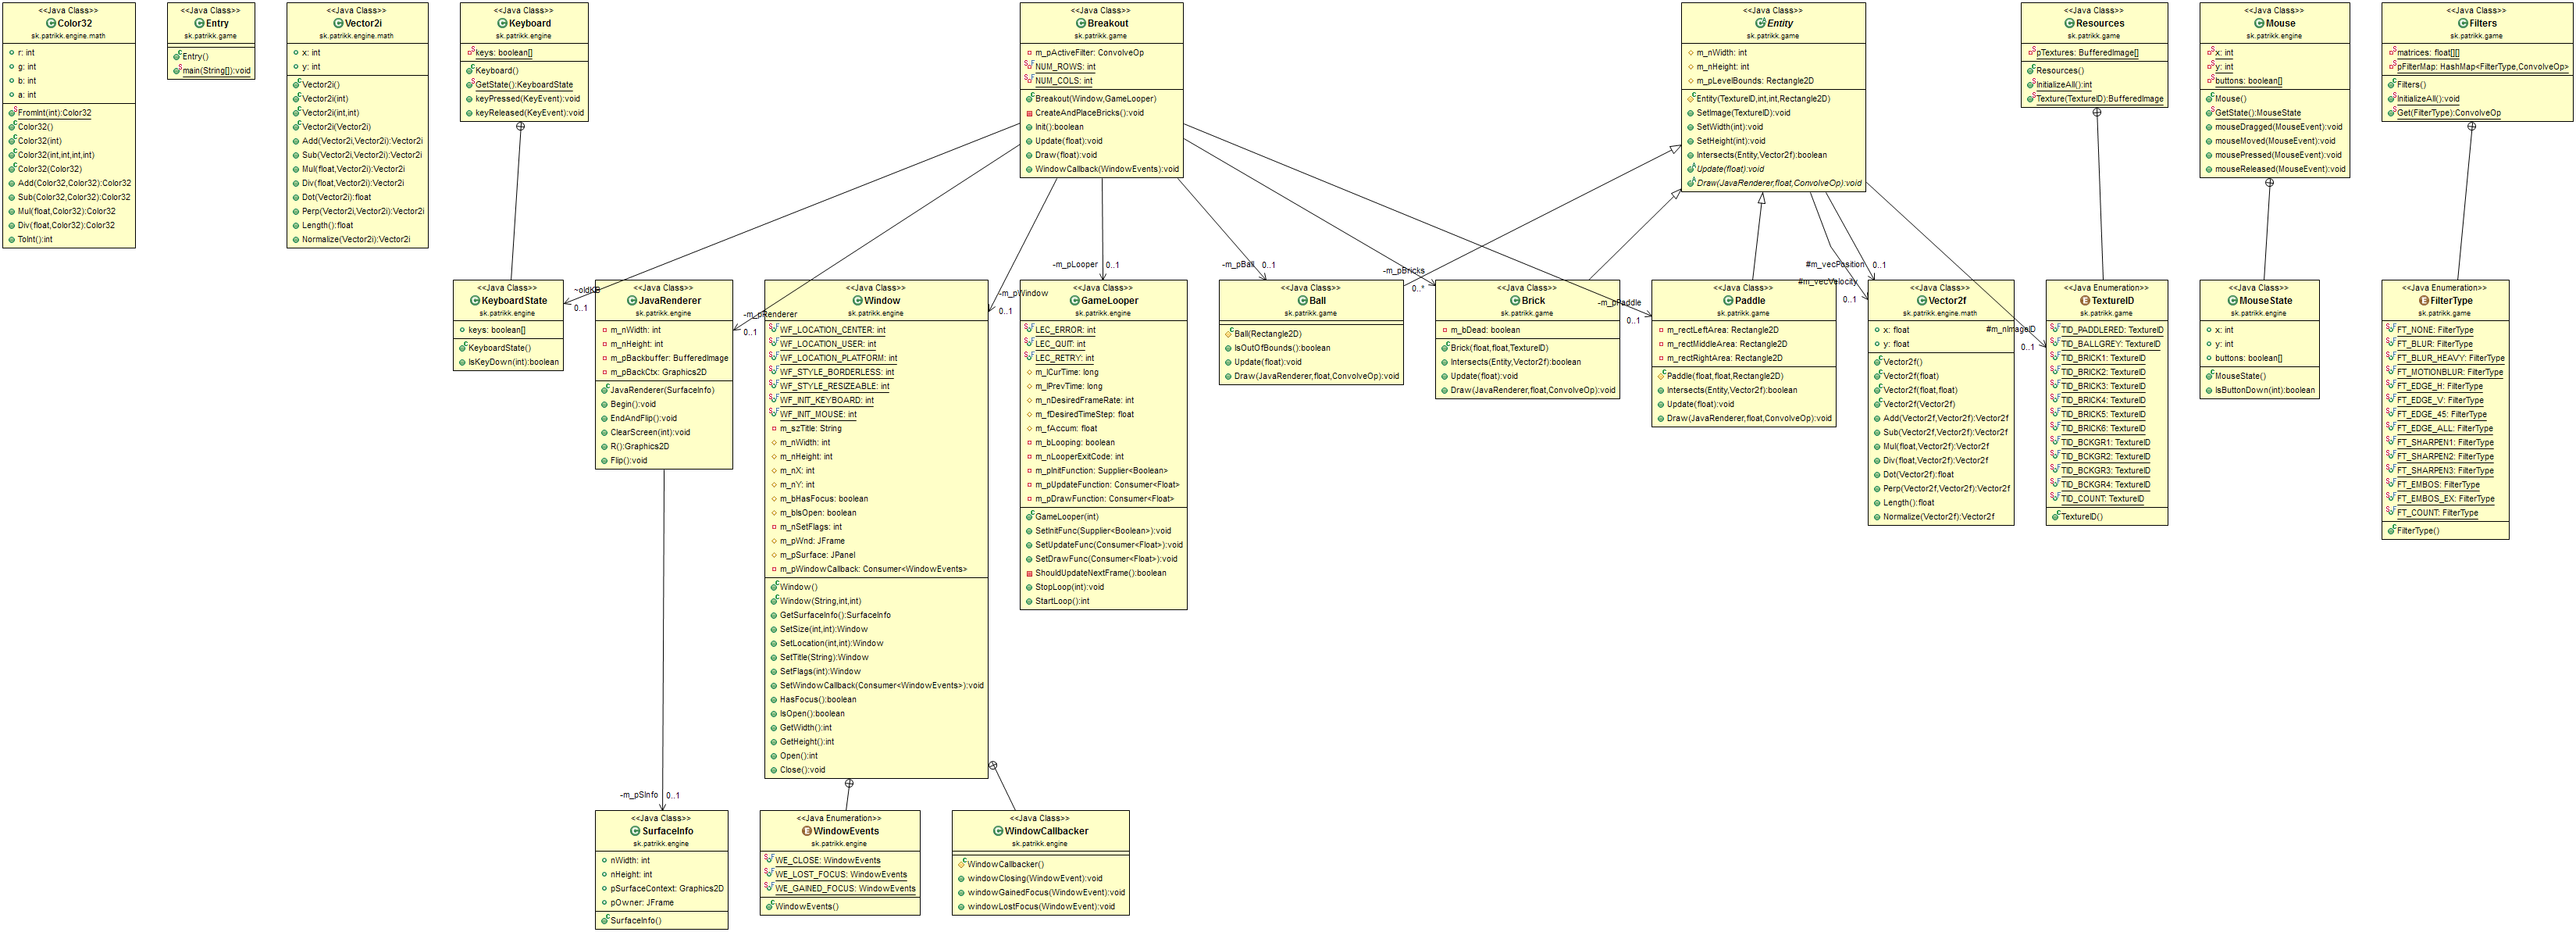 <<Java Class>>
Color32
sk.patrikk.engine.math
r: int
g: int
b: int
a: int
FromInt(int):Color32
Color32()
Color32(int)
Color32(int,int,int,int)
Color32(Color32)
Add(Color32,Color32):Color32
Sub(Color32,Color32):Color32
Mul(float,Color32):Color32
Div(float,Color32):Color32
ToInt():int
<<Java Class>>
Entry
sk.patrikk.game
Entry()
main(String[]):void
<<Java Class>>
Vector2i
sk.patrikk.engine.math
x: int
y: int
Vector2i()
Vector2i(int)
Vector2i(int,int)
Vector2i(Vector2i)
Add(Vector2i,Vector2i):Vector2i
Sub(Vector2i,Vector2i):Vector2i
Mul(float,Vector2i):Vector2i
Div(float,Vector2i):Vector2i
Dot(Vector2i):float
Perp(Vector2i,Vector2i):Vector2i
Length():float
Normalize(Vector2i):Vector2i
<<Java Class>>
Keyboard
sk.patrikk.engine
keys: boolean[]
Keyboard()
GetState():KeyboardState
keyPressed(KeyEvent):void
keyReleased(KeyEvent):void
<<Java Class>>
Breakout
sk.patrikk.game
m_pActiveFilter: ConvolveOp
NUM_ROWS: int
NUM_COLS: int
Breakout(Window,GameLooper)
CreateAndPlaceBricks():void
Init():boolean
Update(float):void
Draw(float):void
WindowCallback(WindowEvents):void
<<Java Class>>
Entity
sk.patrikk.game
m_nWidth: int
m_nHeight: int
m_pLevelBounds: Rectangle2D
Entity(TextureID,int,int,Rectangle2D)
SetImage(TextureID):void
SetWidth(int):void
SetHeight(int):void
Intersects(Entity,Vector2f):boolean
Update(float):void
Draw(JavaRenderer,float,ConvolveOp):void
<<Java Class>>
Resources
sk.patrikk.game
pTextures: BufferedImage[]
Resources()
InitializeAll():int
Texture(TextureID):BufferedImage
<<Java Class>>
Mouse
sk.patrikk.engine
x: int
y: int
buttons: boolean[]
Mouse()
GetState():MouseState
mouseDragged(MouseEvent):void
mouseMoved(MouseEvent):void
mousePressed(MouseEvent):void
mouseReleased(MouseEvent):void
<<Java Class>>
Filters
sk.patrikk.game
matrices: float[][]
pFilterMap: HashMap<FilterType,ConvolveOp>
Filters()
InitializeAll():void
Get(FilterType):ConvolveOp
~oldKB
0..1
-m_pRenderer
0..1
-m_pWindow
0..1
-m_pLooper
0..1
-m_pBall
0..1
-m_pBricks
0..*
-m_pPaddle
0..1
#m_vecPosition
0..1
#m_vecVelocity
0..1
#m_nImageID
0..1
<<Java Class>>
KeyboardState
sk.patrikk.engine
keys: boolean[]
KeyboardState()
IsKeyDown(int):boolean
<<Java Class>>
JavaRenderer
sk.patrikk.engine
m_nWidth: int
m_nHeight: int
m_pBackbuffer: BufferedImage
m_pBackCtx: Graphics2D
JavaRenderer(SurfaceInfo)
Begin():void
EndAndFlip():void
ClearScreen(int):void
R():Graphics2D
Flip():void
<<Java Class>>
Window
sk.patrikk.engine
WF_LOCATION_CENTER: int
WF_LOCATION_USER: int
WF_LOCATION_PLATFORM: int
WF_STYLE_BORDERLESS: int
WF_STYLE_RESIZEABLE: int
WF_INIT_KEYBOARD: int
WF_INIT_MOUSE: int
m_szTitle: String
m_nWidth: int
m_nHeight: int
m_nX: int
m_nY: int
m_bHasFocus: boolean
m_bIsOpen: boolean
m_nSetFlags: int
m_pWnd: JFrame
m_pSurface: JPanel
m_pWindowCallback: Consumer<WindowEvents>
Window()
Window(String,int,int)
GetSurfaceInfo():SurfaceInfo
SetSize(int,int):Window
SetLocation(int,int):Window
SetTitle(String):Window
SetFlags(int):Window
SetWindowCallback(Consumer<WindowEvents>):void
HasFocus():boolean
IsOpen():boolean
GetWidth():int
GetHeight():int
Open():int
Close():void
<<Java Class>>
GameLooper
sk.patrikk.engine
LEC_ERROR: int
LEC_QUIT: int
LEC_RETRY: int
m_lCurTime: long
m_lPrevTime: long
m_nDesiredFrameRate: int
m_fDesiredTimeStep: float
m_fAccum: float
m_bLooping: boolean
m_nLooperExitCode: int
m_pInitFunction: Supplier<Boolean>
m_pUpdateFunction: Consumer<Float>
m_pDrawFunction: Consumer<Float>
GameLooper(int)
SetInitFunc(Supplier<Boolean>):void
SetUpdateFunc(Consumer<Float>):void
SetDrawFunc(Consumer<Float>):void
ShouldUpdateNextFrame():boolean
StopLoop(int):void
StartLoop():int
<<Java Class>>
Ball
sk.patrikk.game
Ball(Rectangle2D)
IsOutOfBounds():boolean
Update(float):void
Draw(JavaRenderer,float,ConvolveOp):void
<<Java Class>>
Brick
sk.patrikk.game
m_bDead: boolean
Brick(float,float,TextureID)
Intersects(Entity,Vector2f):boolean
Update(float):void
Draw(JavaRenderer,float,ConvolveOp):void
<<Java Class>>
Paddle
sk.patrikk.game
m_rectLeftArea: Rectangle2D
m_rectMiddleArea: Rectangle2D
m_rectRightArea: Rectangle2D
Paddle(float,float,Rectangle2D)
Intersects(Entity,Vector2f):boolean
Update(float):void
Draw(JavaRenderer,float,ConvolveOp):void
<<Java Class>>
Vector2f
sk.patrikk.engine.math
x: float
y: float
Vector2f()
Vector2f(float)
Vector2f(float,float)
Vector2f(Vector2f)
Add(Vector2f,Vector2f):Vector2f
Sub(Vector2f,Vector2f):Vector2f
Mul(float,Vector2f):Vector2f
Div(float,Vector2f):Vector2f
Dot(Vector2f):float
Perp(Vector2f,Vector2f):Vector2f
Length():float
Normalize(Vector2f):Vector2f
<<Java Enumeration>>
TextureID
sk.patrikk.game
TID_PADDLERED: TextureID
TID_BALLGREY: TextureID
TID_BRICK1: TextureID
TID_BRICK2: TextureID
TID_BRICK3: TextureID
TID_BRICK4: TextureID
TID_BRICK5: TextureID
TID_BRICK6: TextureID
TID_BCKGR1: TextureID
TID_BCKGR2: TextureID
TID_BCKGR3: TextureID
TID_BCKGR4: TextureID
TID_COUNT: TextureID
TextureID()
<<Java Class>>
MouseState
sk.patrikk.engine
x: int
y: int
buttons: boolean[]
MouseState()
IsButtonDown(int):boolean
<<Java Enumeration>>
FilterType
sk.patrikk.game
FT_NONE: FilterType
FT_BLUR: FilterType
FT_BLUR_HEAVY: FilterType
FT_MOTIONBLUR: FilterType
FT_EDGE_H: FilterType
FT_EDGE_V: FilterType
FT_EDGE_45: FilterType
FT_EDGE_ALL: FilterType
FT_SHARPEN1: FilterType
FT_SHARPEN2: FilterType
FT_SHARPEN3: FilterType
FT_EMBOS: FilterType
FT_EMBOS_EX: FilterType
FT_COUNT: FilterType
FilterType()
-m_pSInfo
0..1
<<Java Class>>
SurfaceInfo
sk.patrikk.engine
nWidth: int
nHeight: int
pSurfaceContext: Graphics2D
pOwner: JFrame
SurfaceInfo()
<<Java Enumeration>>
WindowEvents
sk.patrikk.engine
WE_CLOSE: WindowEvents
WE_LOST_FOCUS: WindowEvents
WE_GAINED_FOCUS: WindowEvents
WindowEvents()
<<Java Class>>
WindowCallbacker
sk.patrikk.engine
WindowCallbacker()
windowClosing(WindowEvent):void
windowGainedFocus(WindowEvent):void
windowLostFocus(WindowEvent):void